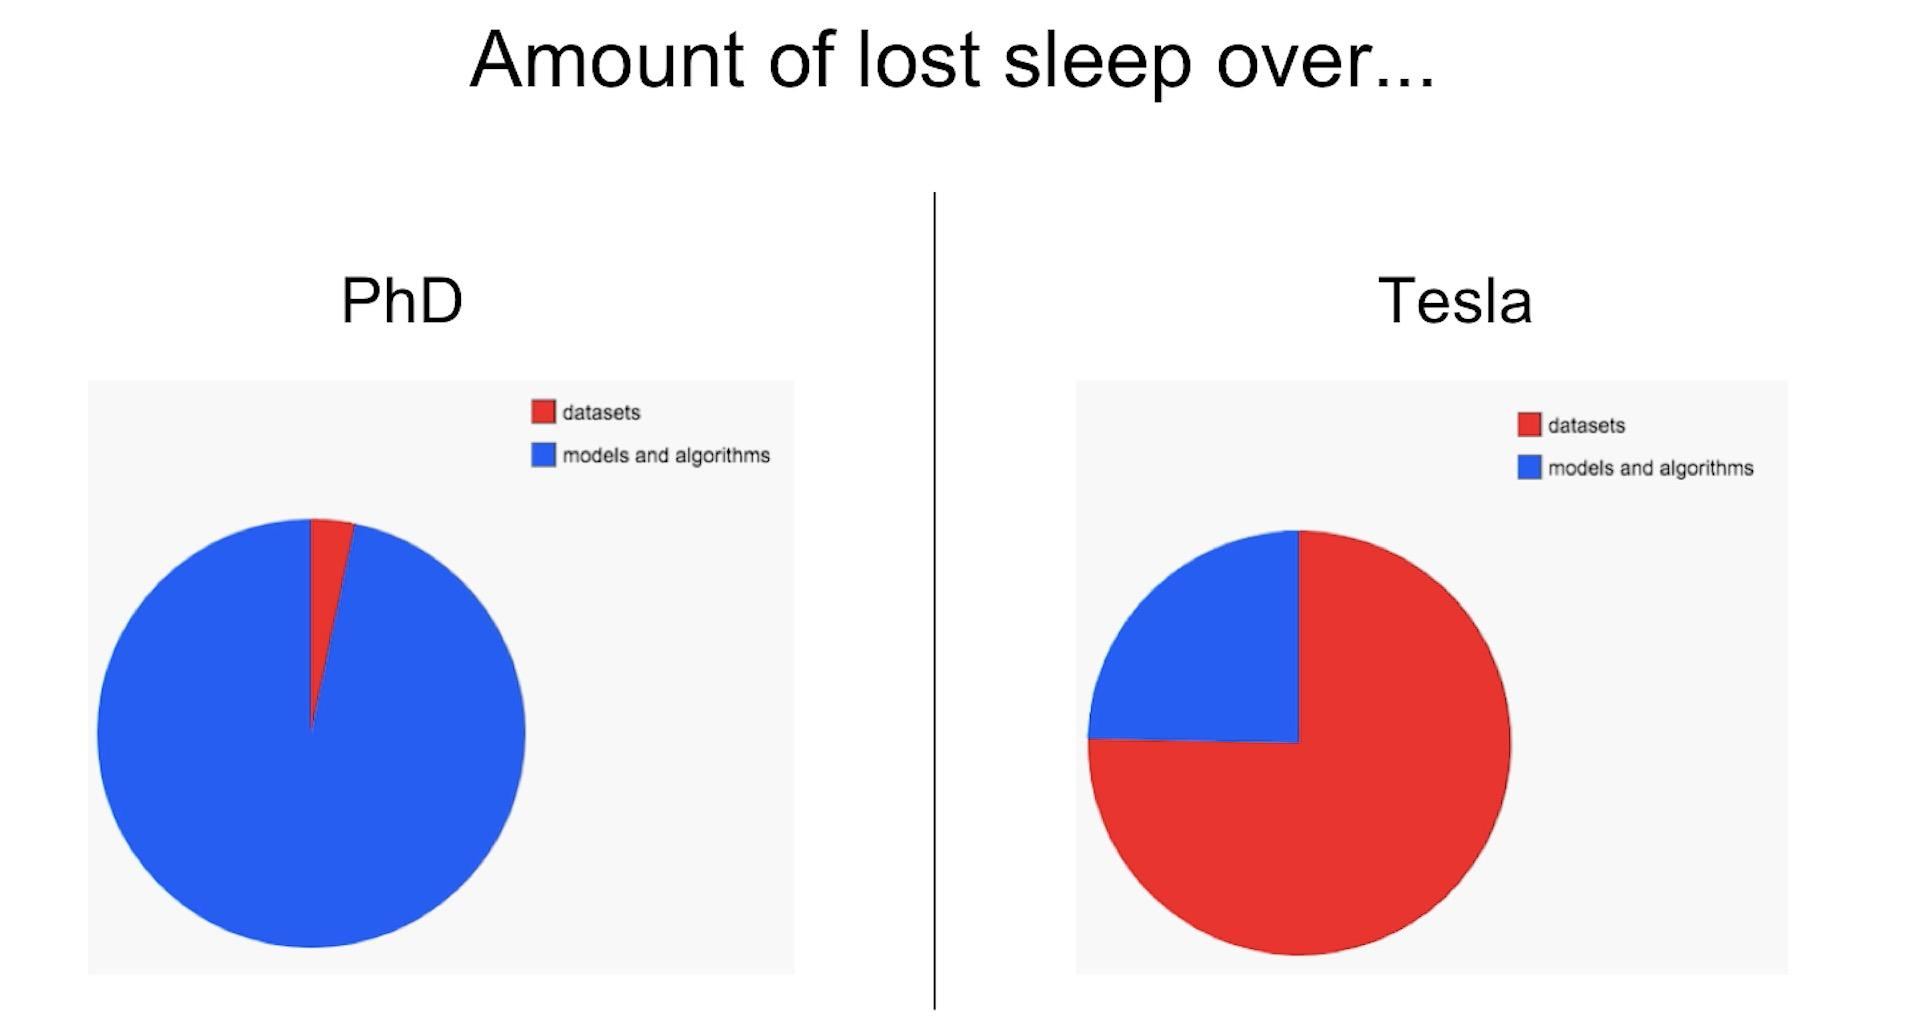 Amount of lost sleep over...
PhD
datasets
models and algorithms
Tesla
datasets
models and algorithms